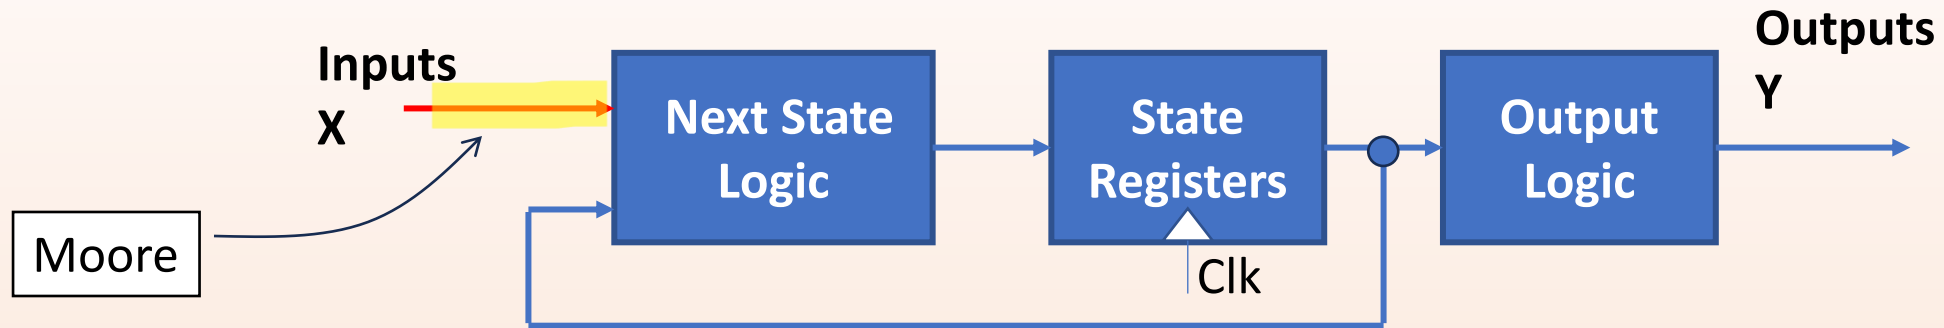 Inputs
X
Next State
Logic
State
Registers
Clk
Output
Logic
Outputs
Y
Moore